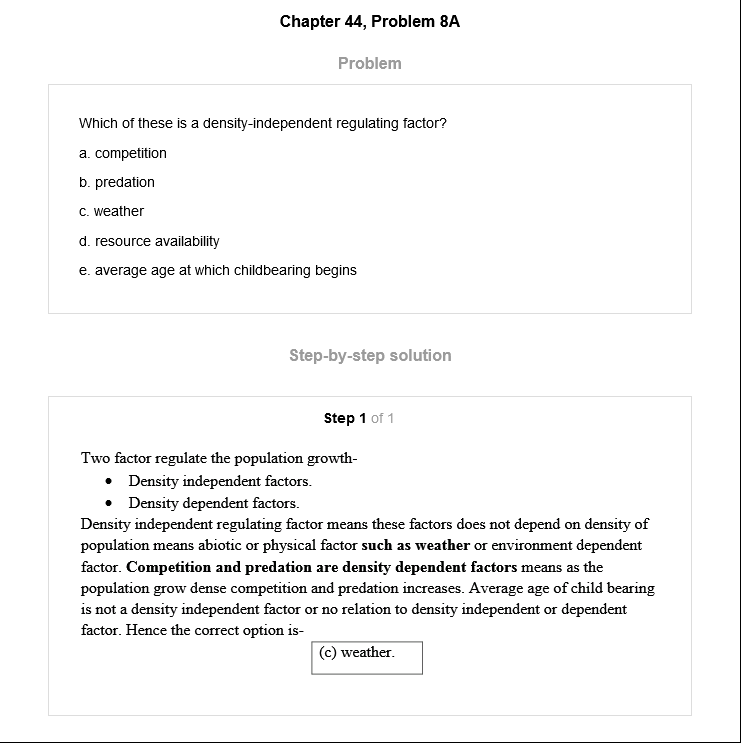 Chapter 44, Problem 8A
Problem
Which of these is a density-independent regulating factor?
a. competition
b. predation
c. weather
d. resource availability
e. average age at which childbearing begins
Step-by-step solution
Step 1 of 1
Two factor regulate the population growth-
• Density independent factors.
• Density dependent factors.
Density independent regulating factor means these factors does not depend on density of
population means abiotic or physical factor such as weather or environment dependent
factor. Competition and predation are density dependent factors means as the
population grow dense competition and predation increases. Average age of child bearing
is not a density independent factor or no relation to density independent or dependent
factor. Hence the correct option is-
(c) weather.